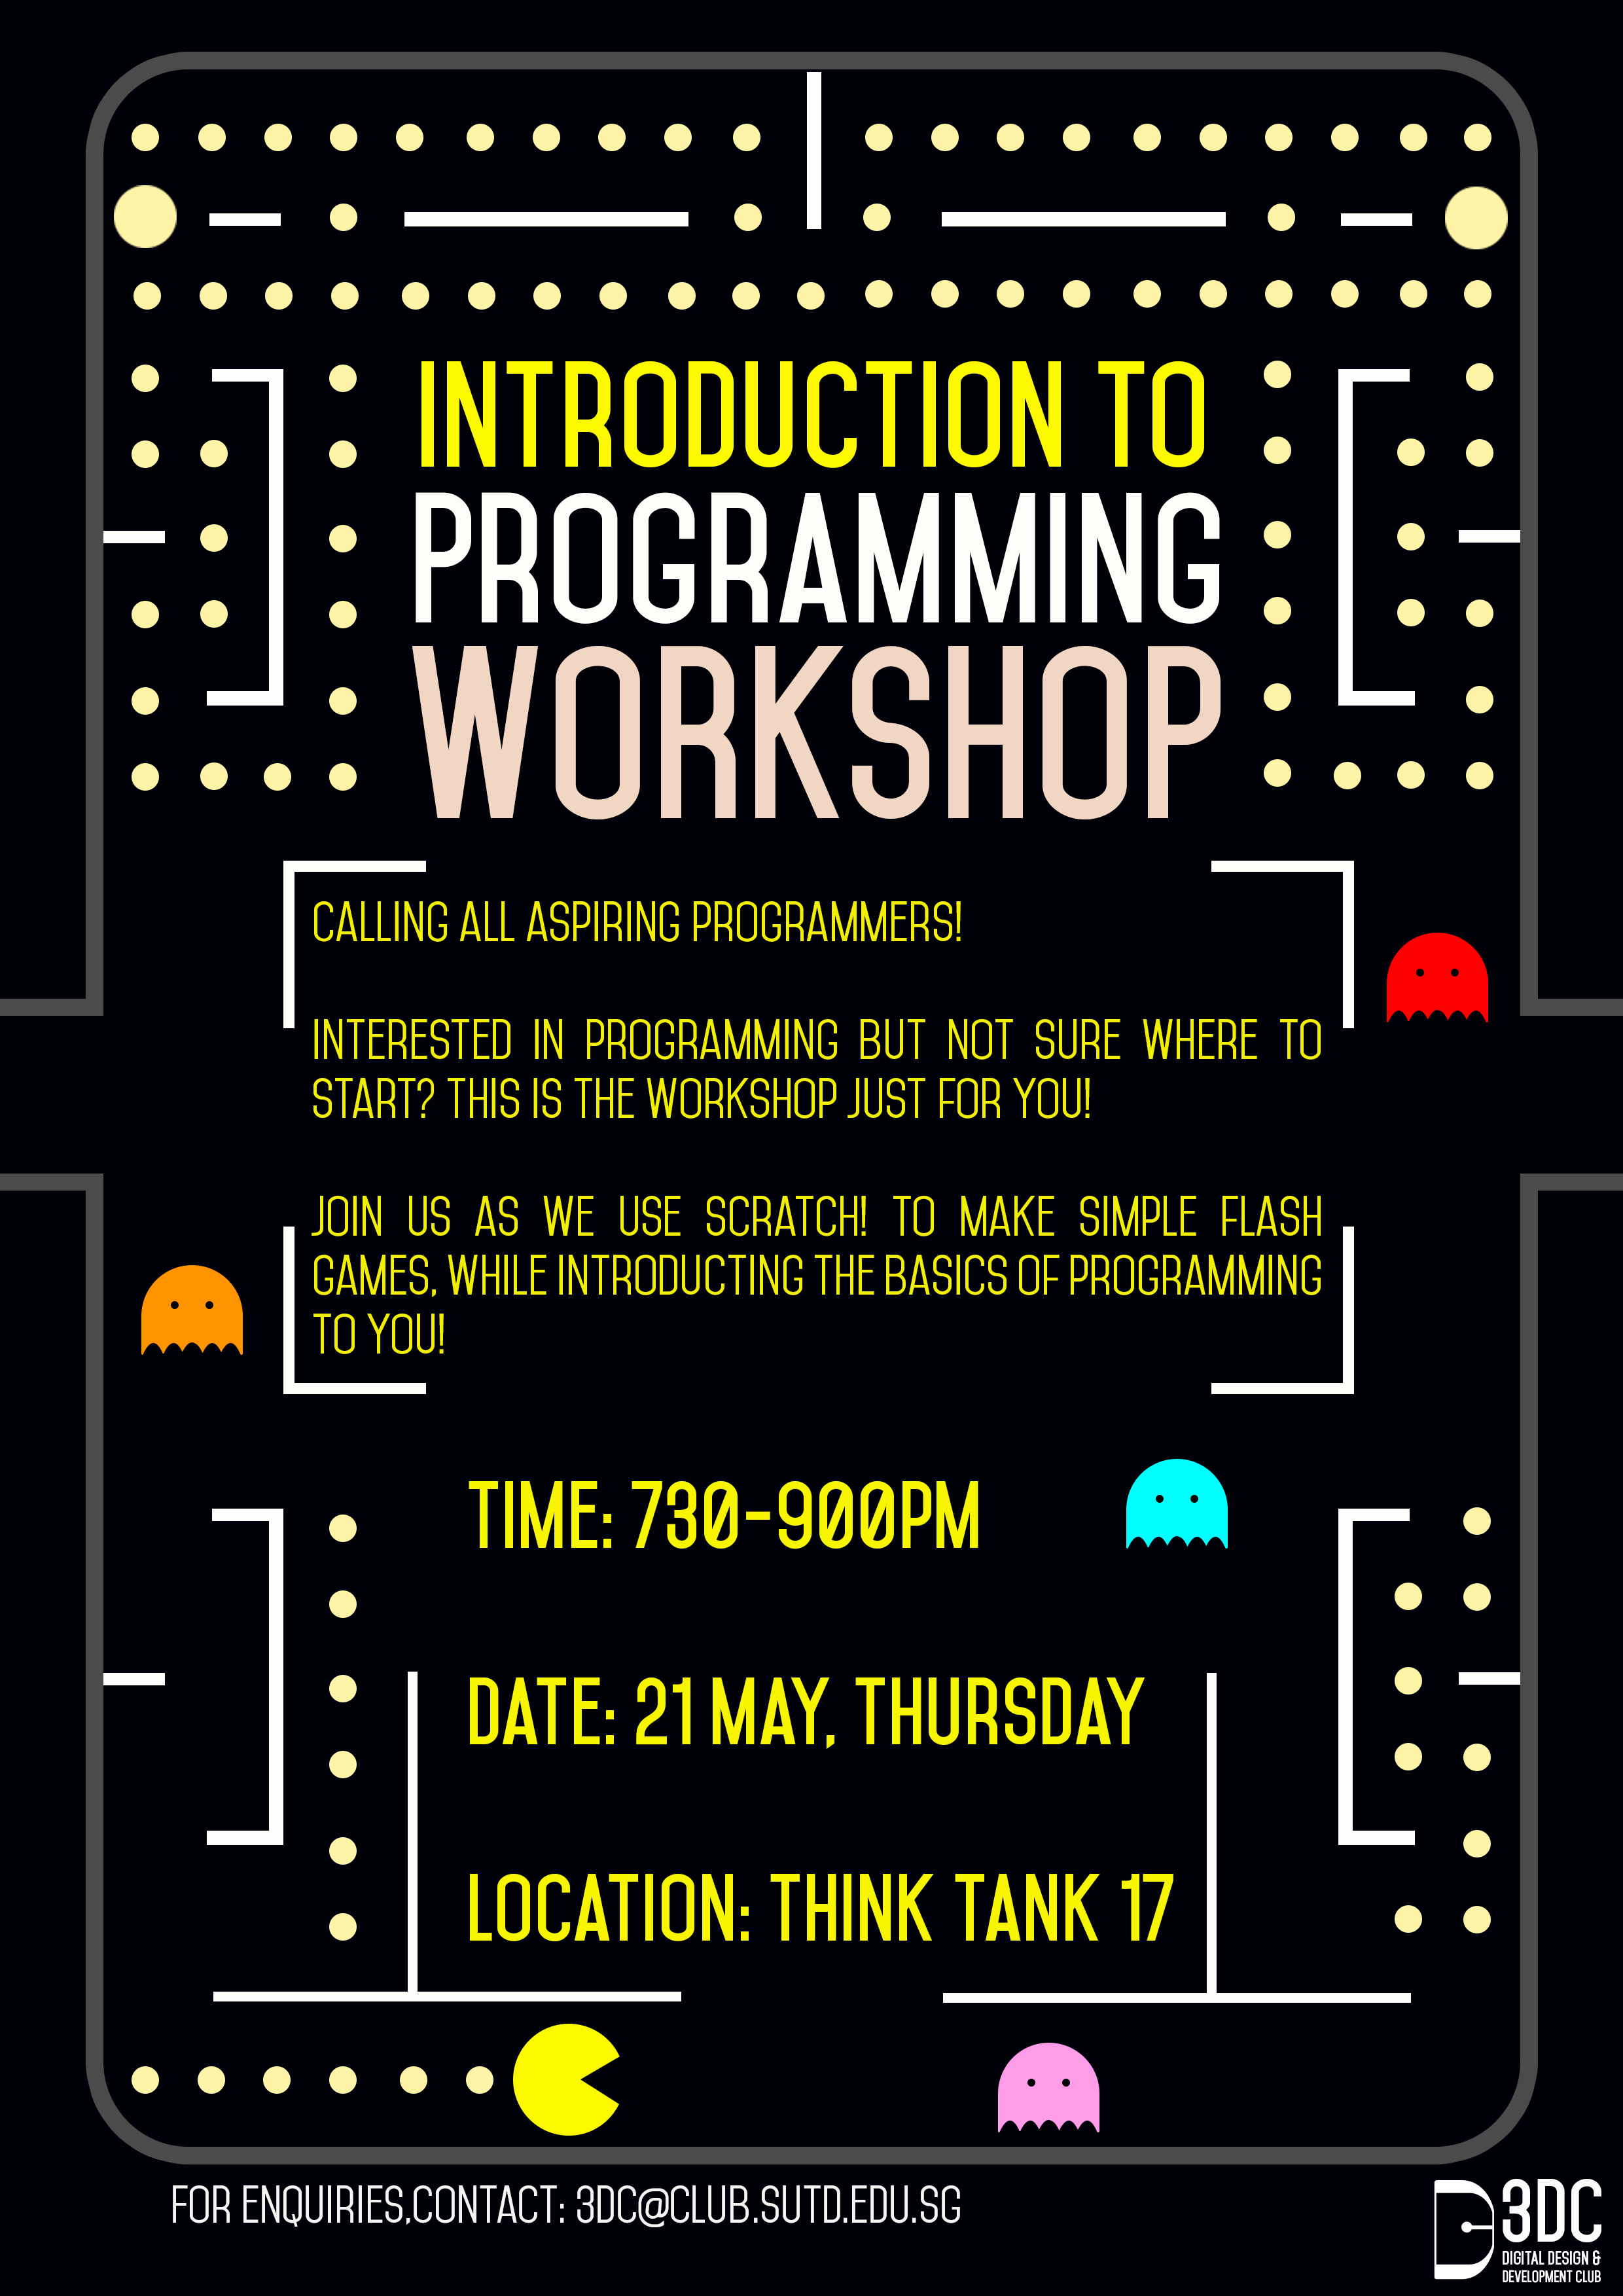 INTRODUCTION TO
PROGRAMMING
WORKSHOP
CALLING ALL ASPIRING PROGRAMMERS!
INTERESTED IN PROGRAMMING BUT NOT SURE WHERE TO
START? THIS IS THE WORKSHOP JUST FOR YOU!
JOIN US AS WE USE SCRATCH! TO MAKE SIMPLE FLASH
GAMES, WHILE INTRODUCTING THE BASICS OF PROGRAMMING
TO YOU!
TIME: 730-900PM
DATE: 21 MAY, THURSDAY
LOCATION: THINK TANK 17
FOR ENQUIRIES,CONTACT: 3DC@CLUB.SUTD.EDU.SG
3DC
DIGITAL DESIGN &
DEVELOPMENT CLUB